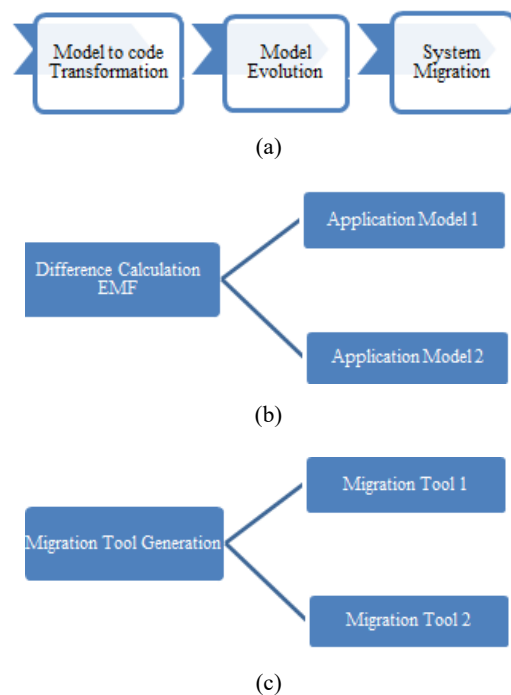 Model to code
Transformation
Model
Evolution
System
Migration
(a)
Application Model 1
Difference Calculation
EMF
Application Model 2
(b)
Migration Tool 1
Migration Tool Generation
Migration Tool 2
(c)